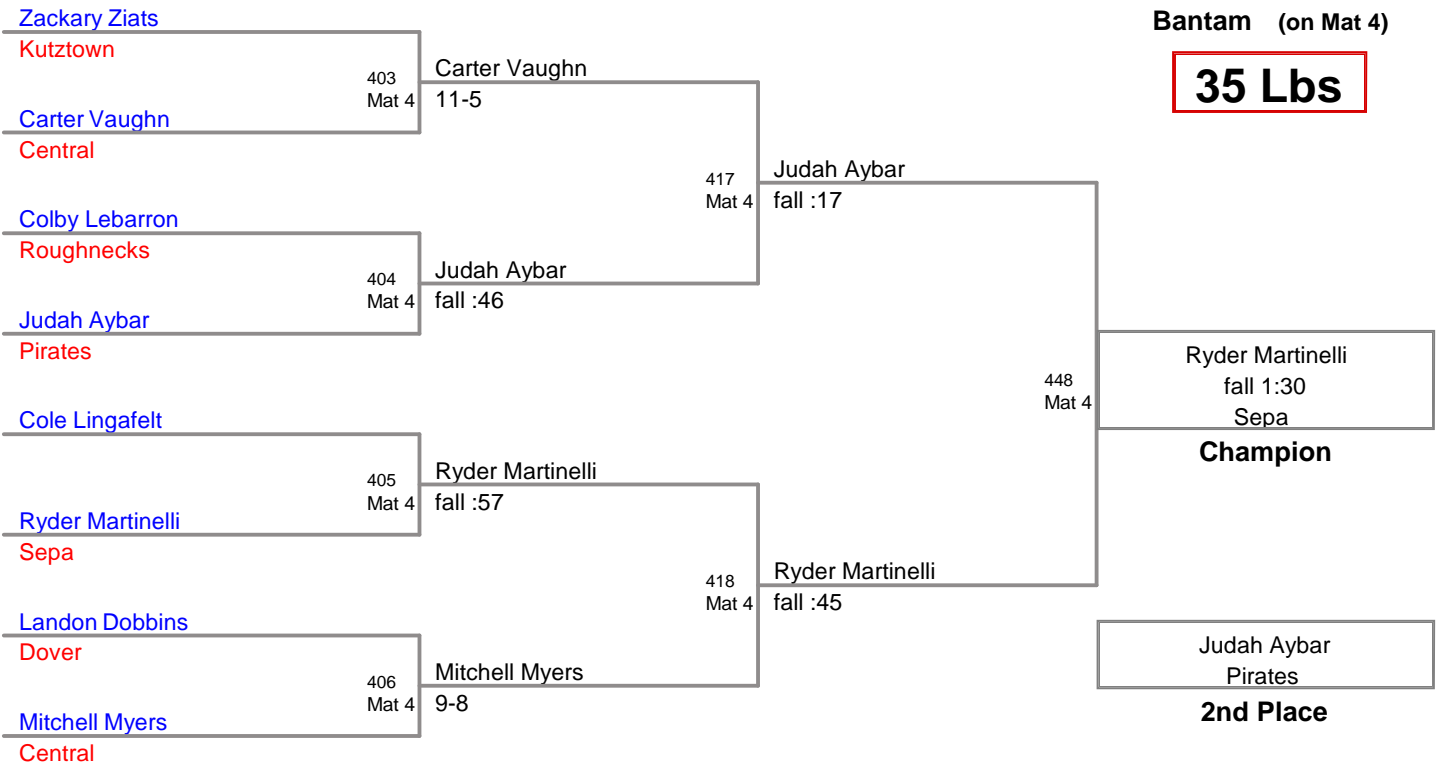 Bantam (on Mat 4)
35 Lbs
Zackary Ziats
Kutztown
403
Mat 4
Carter Vaughn
11-5
Carter Vaughn
Central
417
Mat 4
Judah Aybar
fall :17
Colby Lebarron
Roughnecks
404
Mat 4
Judah Aybar
fall :46
Judah Aybar
Pirates
448
Mat 4
Ryder Martinelli
fall 1:30
Sepa
Champion
Cole Lingafelt
405
Mat 4
Ryder Martinelli
fall :57
Ryder Martinelli
Sepa
418
Mat 4
Ryder Martinelli
fall :45
Landon Dobbins
Dover
406
Mat 4
Mitchell Myers
9-8
Mitchell Myers
Central
Judah Aybar
Pirates
2nd Place